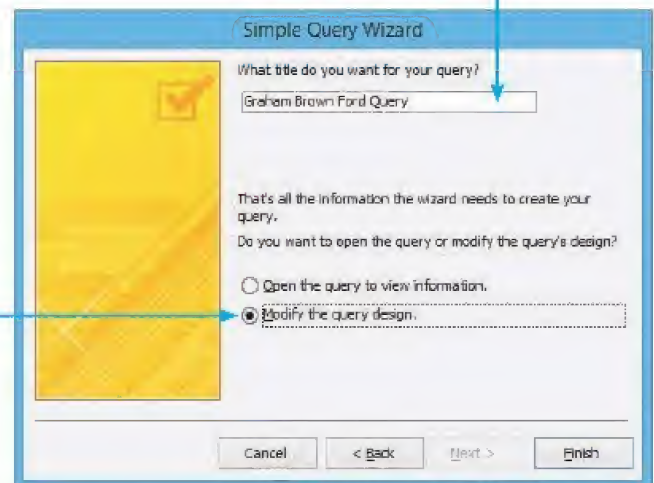 Simple Query Wizard
What title do you want for your query?
Graham Brown Ford Query
That's all the information the wizard needs to create your
query.
Do you want to open the query or modify the query's design?
Open the query to view information.
Modify the query design.
Cancel
< Back
Next >
Finish